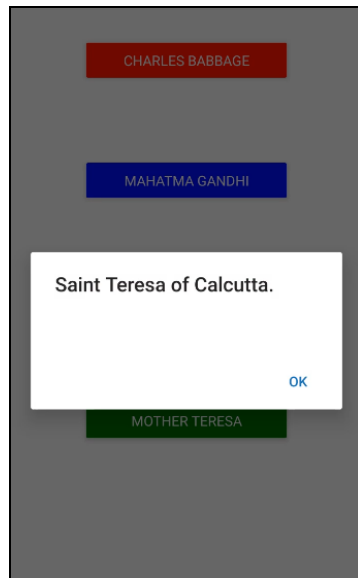 CHARLES BABBAGE
MAHATMA GANDHI
Saint Teresa of Calcutta.
OK
MOTHER TERESA